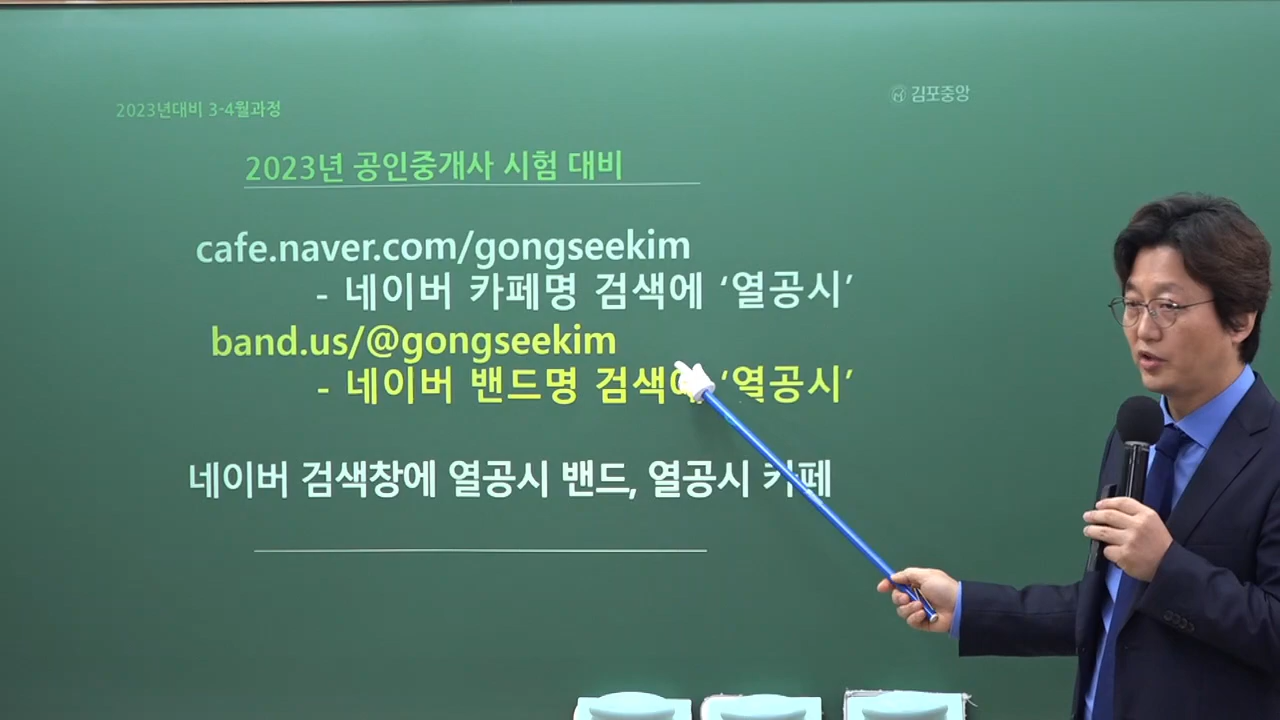 2023년대비 3-4월과정
김포중앙
2023년 공인중개사 시험 대비
cafe.naver.com/gongseekim
- 네이버 카페명 검색에 ‘열공시’
band.us/@gongseekim
- 네이버 밴드명 검색에 ‘열공시’
네이버 검색창에 열공시 밴드, 열공시 카페